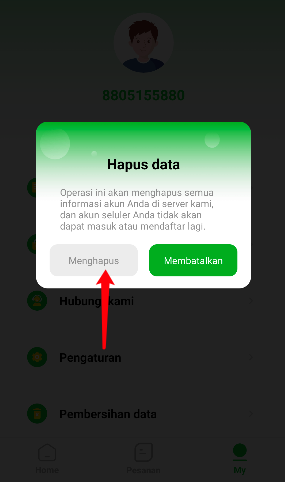 8805155880
Hapus data
Operasi ini akan menghapus semua
informasi akun Anda di server kami,
dan akun seluler Anda tidak akan
dapat masuk atau mendaftar lagi.
Menghapus
Membatalkan
Hubungi kami
Pengaturan
Pembersihan data
Home
My